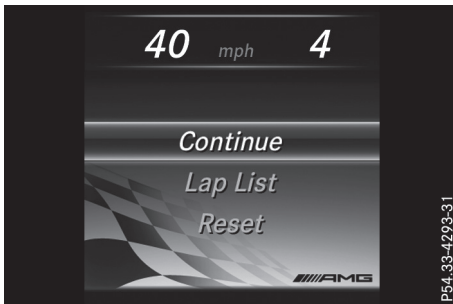 40 mph 4
Continue
Lap List
Reset
AMG
P54.33-4293-31